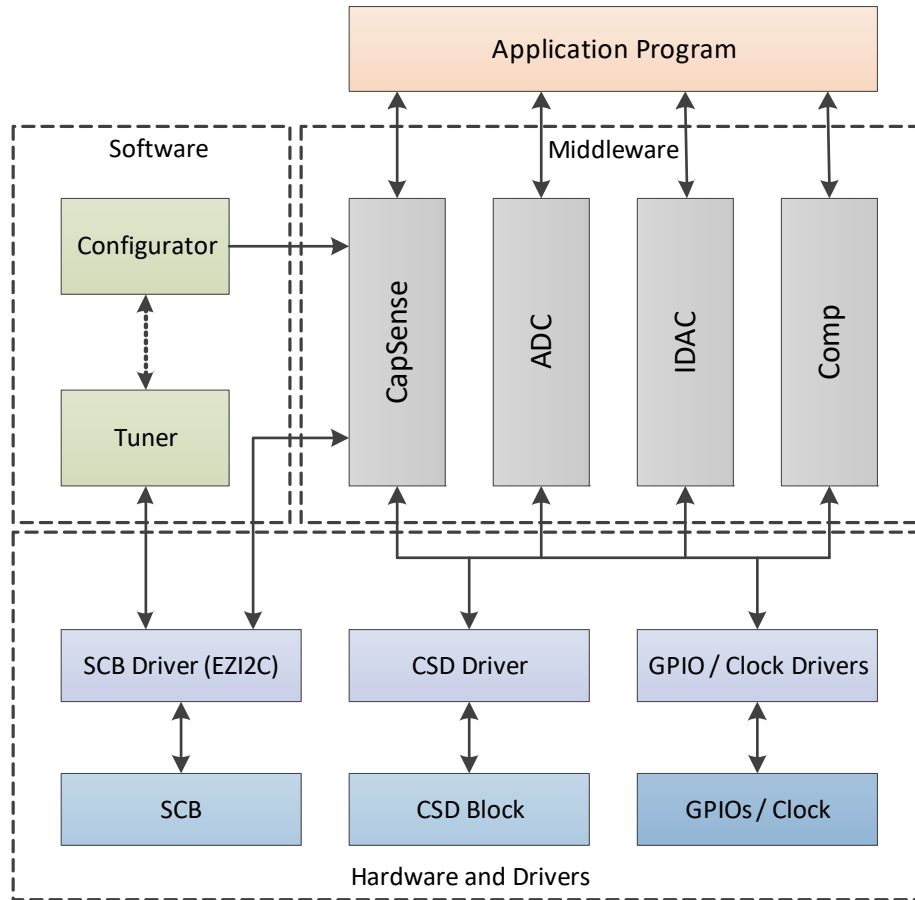 Application Program
Software
Middleware
Configurator
Tuner
CapSense
ADC
IDAC
Comp
SCB Driver (EZI2C)
CSD Driver
GPIO / Clock Drivers
SCB
CSD Block
GPIOs / Clock
Hardware and Drivers